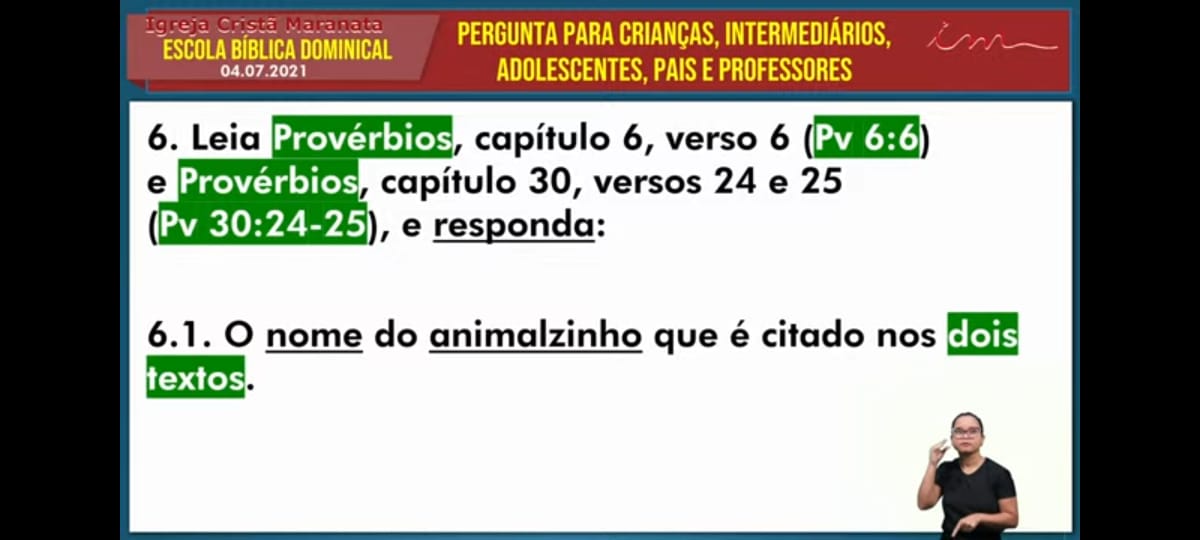 Igreja Cristã Maranata
ESCOLA BÍBLICA DOMINICAL
04.07.2021
PERGUNTA PARA CRIANÇAS, INTERMEDIÁRIOS,
ADOLESCENTES, PAIS E PROFESSORES
6. Leia Provérbios, capítulo 6, verso 6 (Pv 6:6)
e Provérbios, capítulo 30, versos 24 e 25
(Pv 30:24-25), e responda:
6.1. O nome do animalzinho que é citado nos dois
textos.